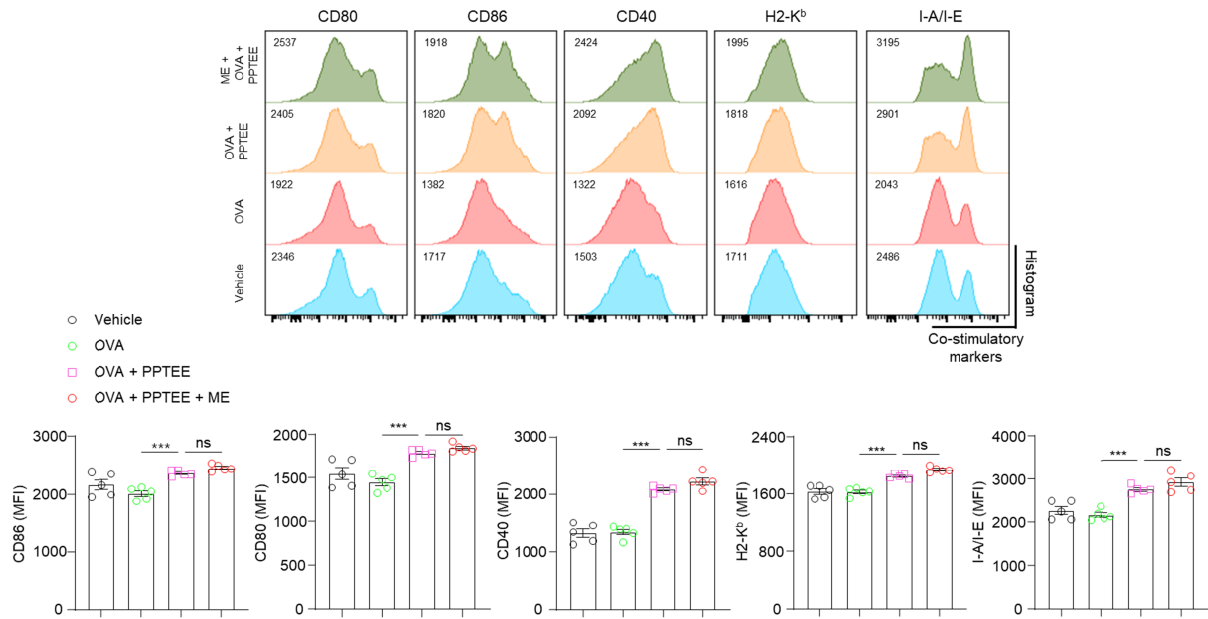 CD80 CD86 CD40 H2-Kᵇ I-A/I-E
ME +
OVA +
PPTEE
2537 1918 2424 1995 3195
OVA +
PPTEE
2405 1820 2092 1818 2901
OVA
1922 1382 1322 1616 2043
Vehicle
2346 1717 1503 1711 2486
Histogram
Co-stimulatory
markers
Vehicle
OVA
OVA + PPTEE
OVA + PPTEE + ME
CD86 (MFI)
3000
2000
1000
0
*** ns
CD80 (MFI)
2000
1500
1000
500
0
*** ns
CD40 (MFI)
3000
2000
1000
0
*** ns
H2-Kᵇ (MFI)
2400
1600
800
0
*** ns
I-A/I-E (MFI)
4000
3000
2000
1000
0
*** ns